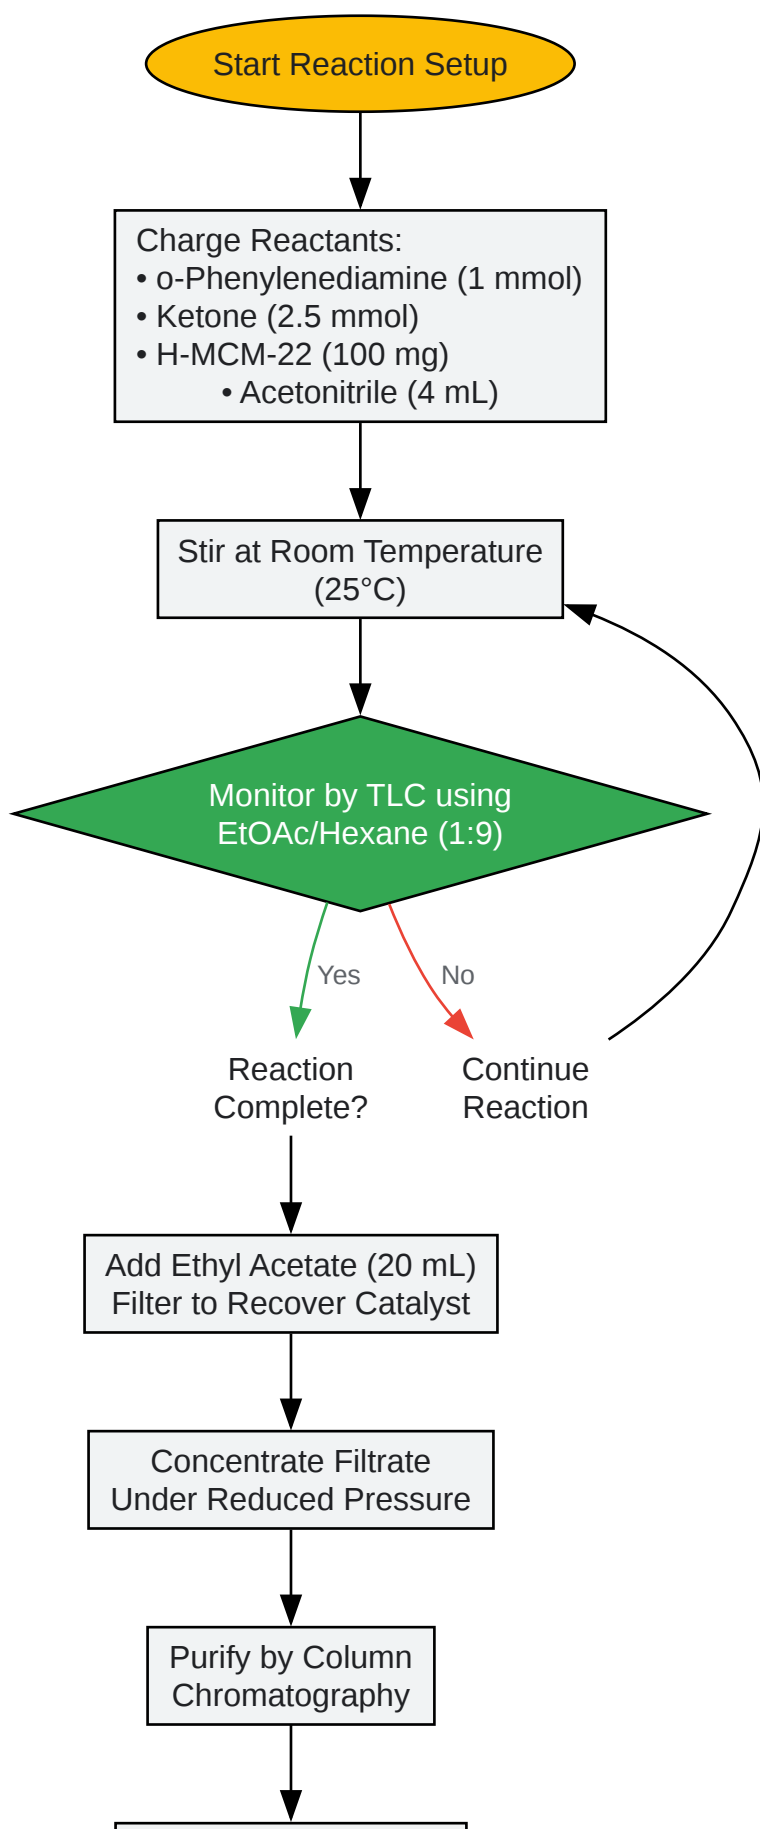 Start Reaction Setup
Charge Reactants:
• o-Phenylenediamine (1 mmol)
• Ketone (2.5 mmol)
• H-MCM-22 (100 mg)
• Acetonitrile (4 mL)
Stir at Room Temperature
(25°C)
Monitor by TLC using
EtOAc/Hexane (1:9)
Yes
No
Reaction
Complete?
Continue
Reaction
Add Ethyl Acetate (20 mL)
Filter to Recover Catalyst
Concentrate Filtrate
Under Reduced Pressure
Purify by Column
Chromatography